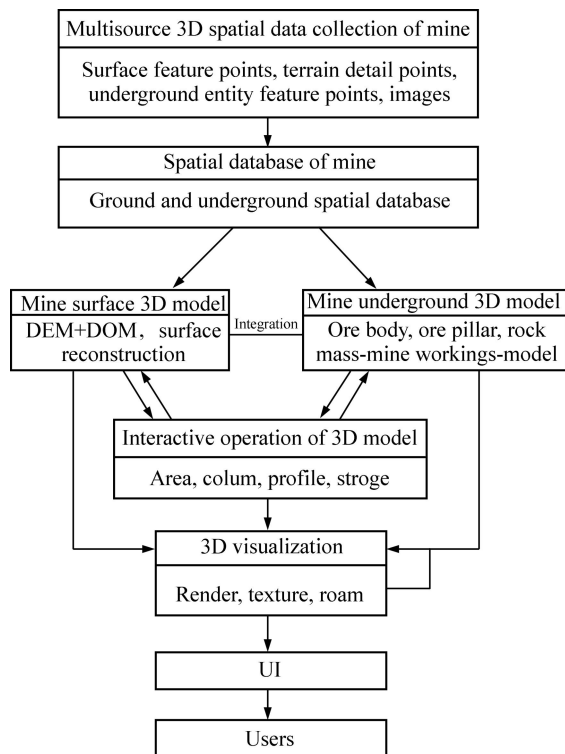 Multisource 3D spatial data collection of mine
Surface feature points, terrain detail points,
underground entity feature points, images
Spatial database of mine
Ground and underground spatial database
Mine surface 3D model
DEM+DOM, surface
reconstruction
Integration
Mine underground 3D model
Ore body, ore pillar, rock
mass-mine workings-model
Interactive operation of 3D model
Area, colum, profile, stroge
3D visualization
Render, texture, roam
UI
Users